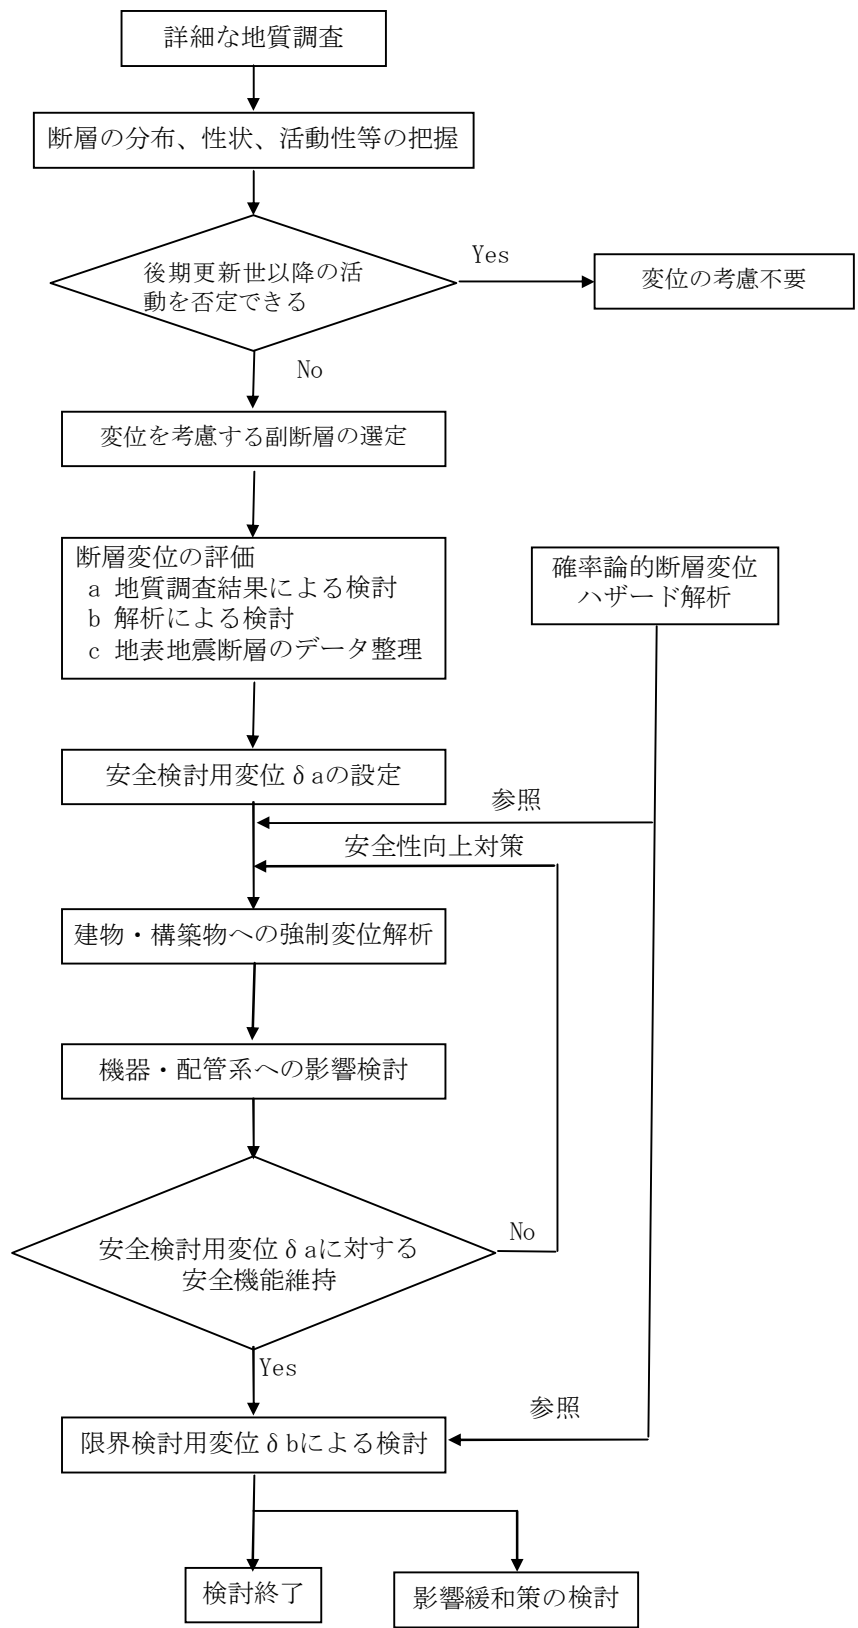 詳細な地質調査
断層の分布、性状、活動性等の把握
後期更新世以降の活
動を否定できる
Yes
変位の考慮不要
No
変位を考慮する副断層の選定
断層変位の評価
a 地質調査結果による検討
b 解析による検討
c 地表地震断層のデータ整理
確率論的断層変位
ハザード解析
安全検討用変位δaの設定
参照
安全性向上対策
建物・構築物への強制変位解析
機器・配管系への影響検討
安全検討用変位δaに対する
安全機能維持
No
Yes
参照
限界検討用変位δbによる検討
検討終了
影響緩和策の検討